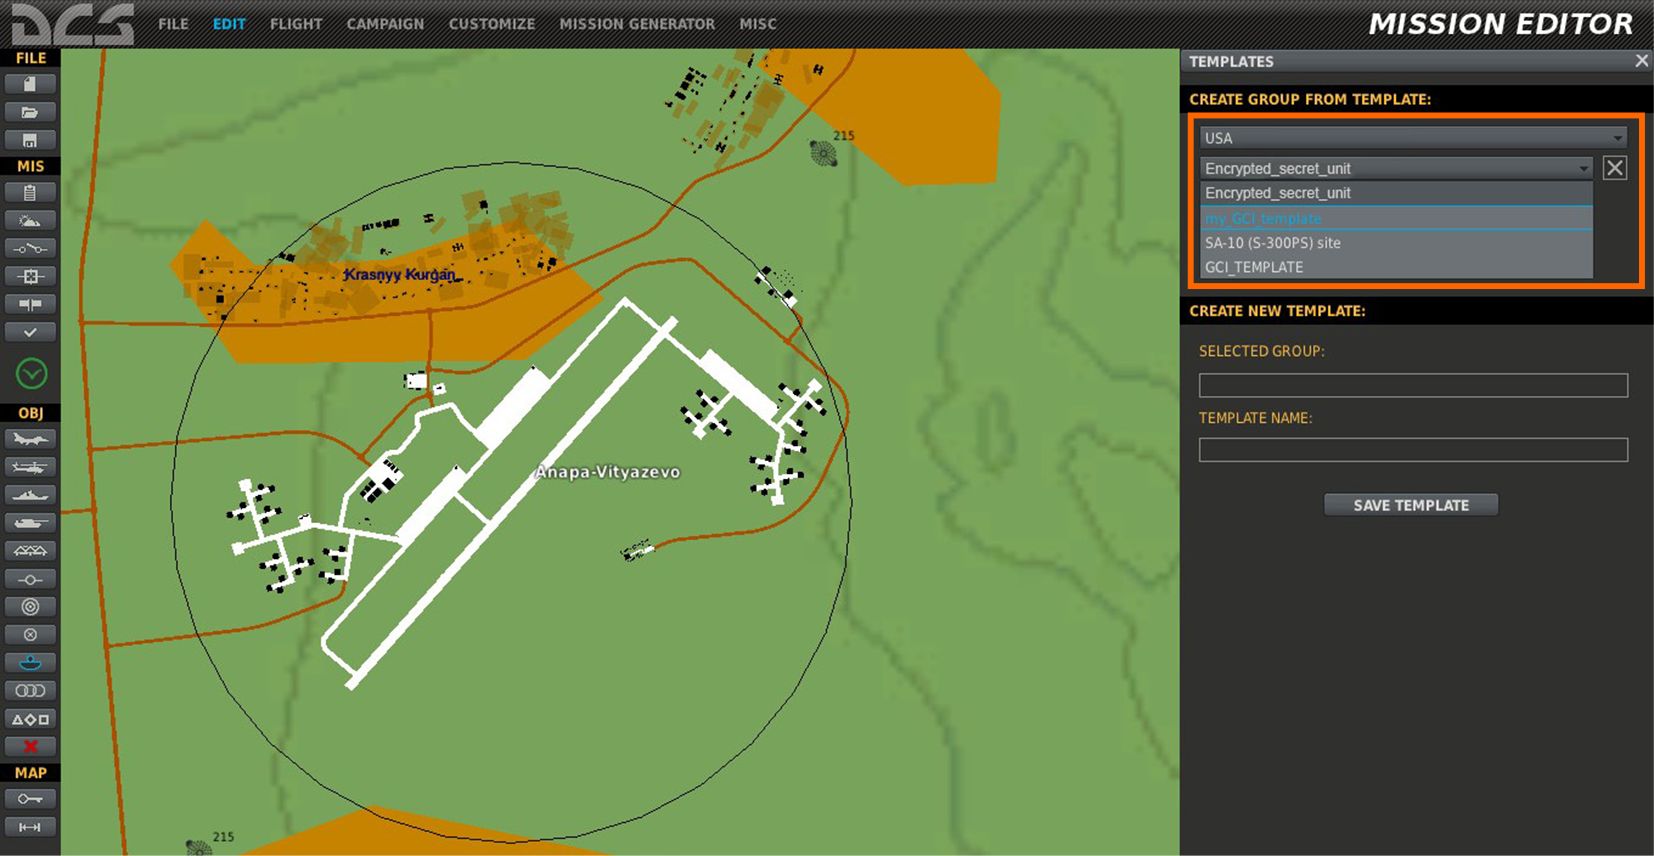 DCS
FILE EDIT FLIGHT CAMPAIGN CUSTOMIZE MISSION GENERATOR MISC
MISSION EDITOR
FILE
MIS
OBJ
MAP
215
Krasnyy Kurgan
Anapa-Vityazevo
215
TEMPLATES
CREATE GROUP FROM TEMPLATE:
USA
Encrypted_secret_unit
Encrypted_secret_unit
my_GCI_template
SA-10 (S-300PS) site
GCI_TEMPLATE
CREATE NEW TEMPLATE:
SELECTED GROUP:
TEMPLATE NAME:
SAVE TEMPLATE